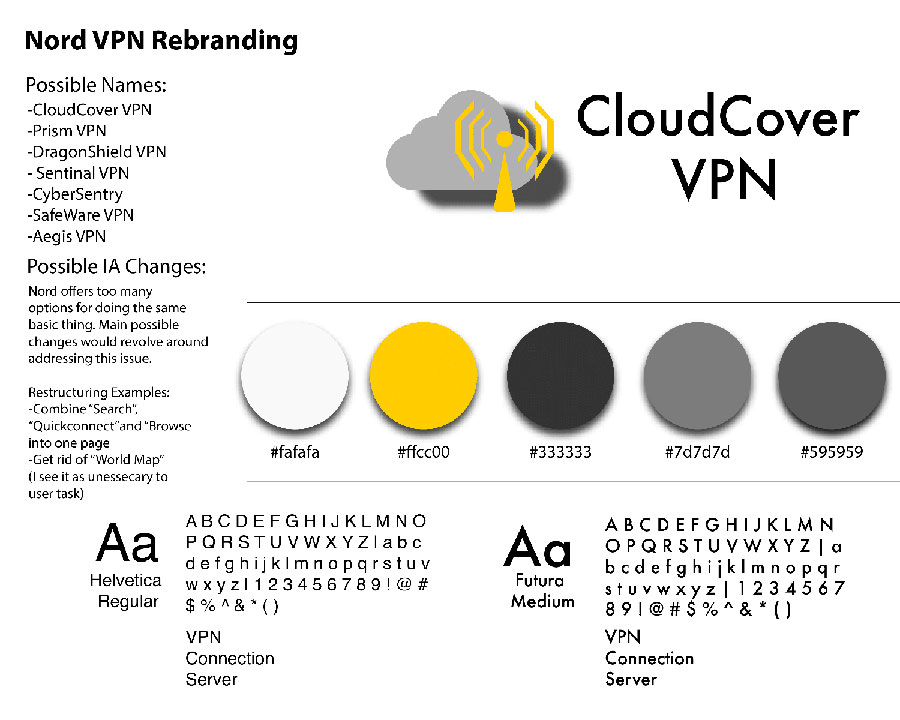 Nord VPN Rebranding
Possible Names:
-CloudCover VPN
-Prism VPN
-DragonShield VPN
- Sentinal VPN
-CyberSentry
-SafeWare VPN
-Aegis VPN
CloudCover
VPN
Possible IA Changes:
Nord offers too many
options for doing the same
basic thing. Main possible
changes would revolve around
addressing this issue.
Restructuring Examples:
-Combine "Search",
"Quickconnect"and "Browse
into one page
-Get rid of "World Map"
(I see it as unessecary to
user task)
#fafafa
#ffcc00
#333333
#7d7d7d
#595959
Aa
Helvetica
Regular
A B C D E F G H I J K L M N O
P Q R S T U V W X Y Z | a b c
d e f g h i j k l m n o p q r s t u v
w x y z | 1 2 3 4 5 6 7 8 9 ! @ #
$ % ^ & * ( )
VPN
Connection
Server
Aa
Futura
Medium
A B C D E F G H I J K L M N
O P Q R S T U V W X Y Z | a
b c d e f g h i j k l m n o p q r
s t u v w x y z | 1 2 3 4 5 6 7
8 9 ! @ # $ % ^ & * ( )
VPN
Connection
Server